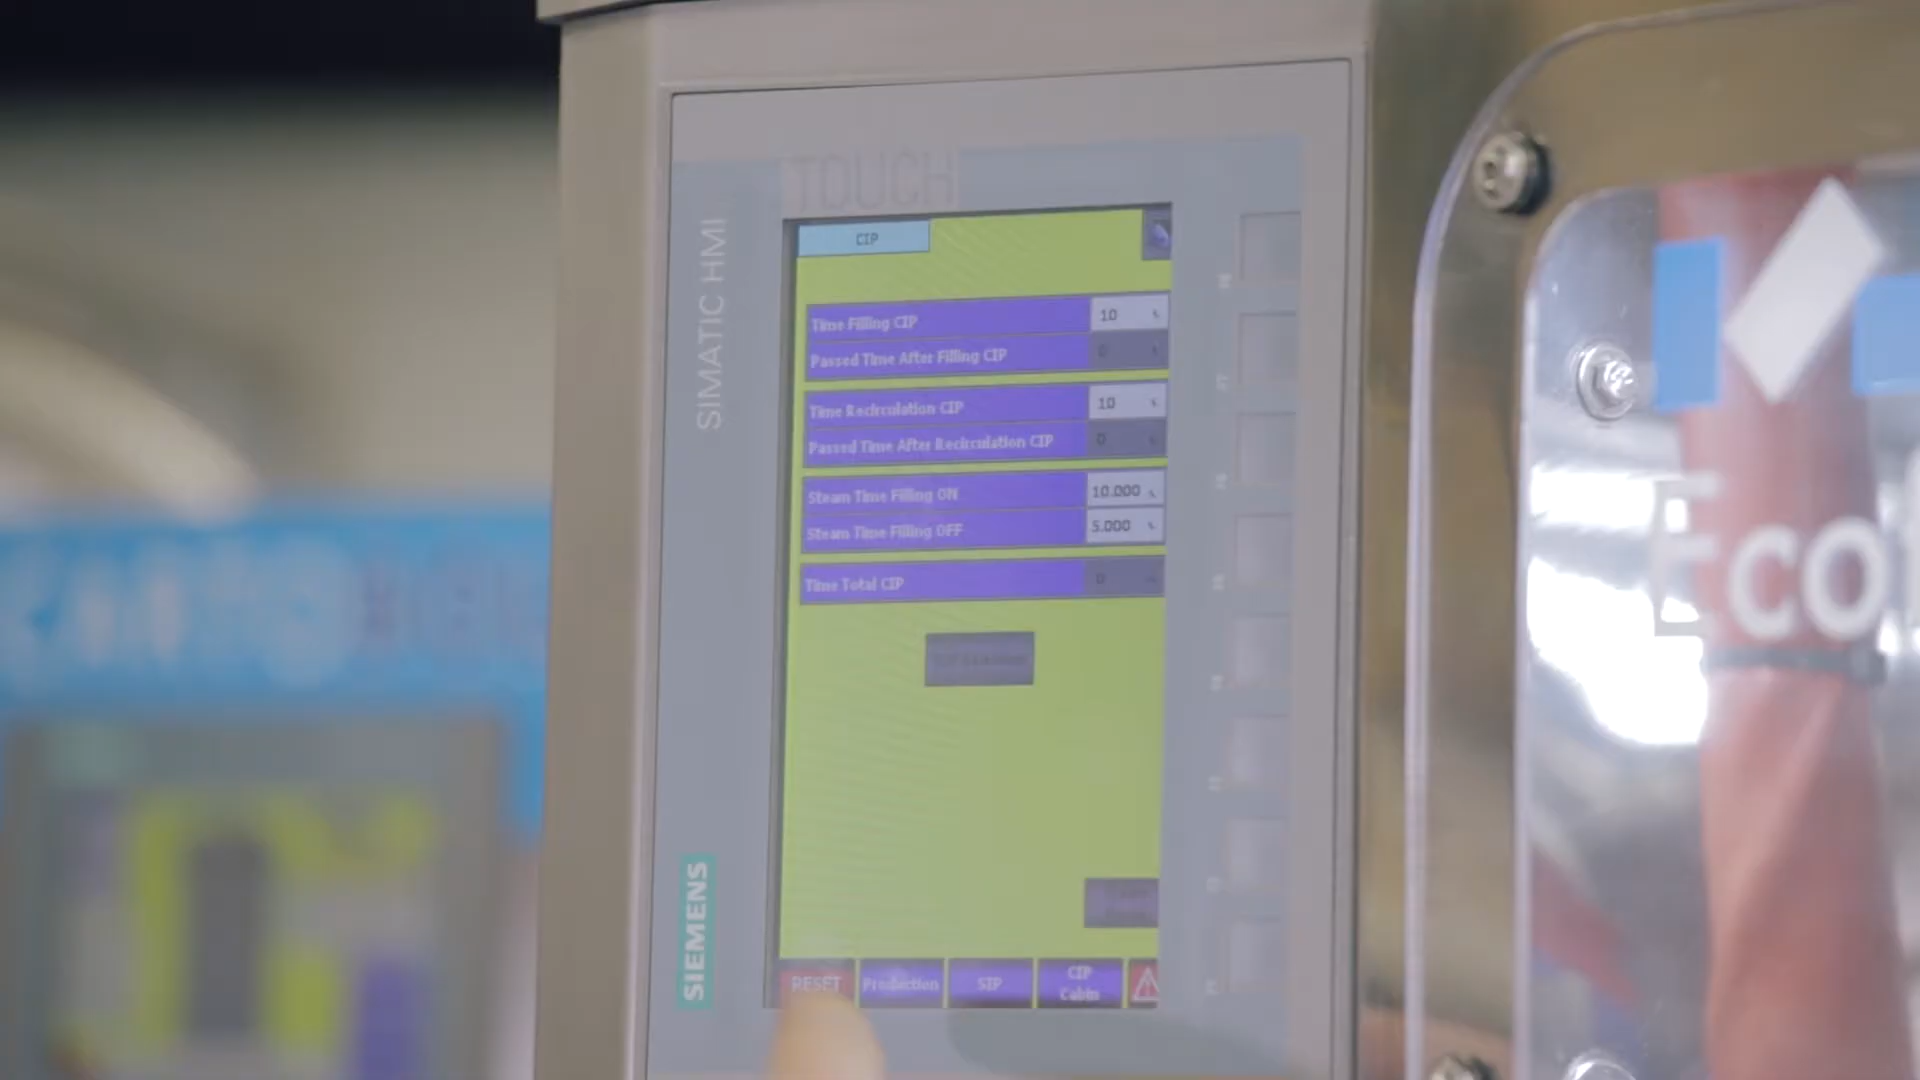 TOUCH
SIMATIC HMI
CIP
Time Filling CIP 10
Passed Time After Filling CIP 0
Time Recirculation CIP 10
Passed Time After Recirculation CIP 0
Steam Time Filling ON 10.000
Steam Time Filling OFF 5.000
Time Total CIP 0
RESET Production SIP CIP Cabin
SIEMENS
Eco